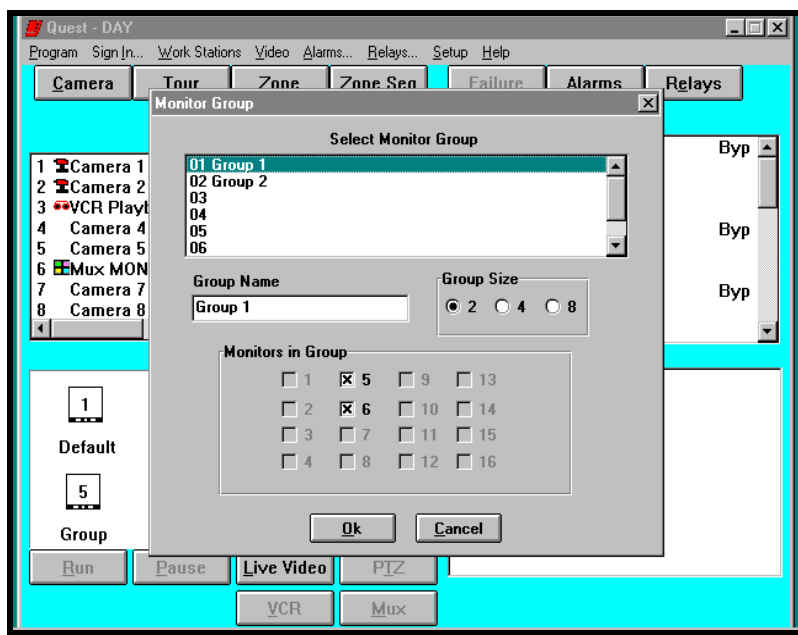 Quest - DAY
Program Sign In... Work Stations Video Alarms... Relays... Setup Help
Camera Tour Zone Zone Seq Failure Alarms Relays
Monitor Group
Select Monitor Group
01 Group 1
02 Group 2
03
04
05
06
Group Name
Group 1
Group Size
2 4 8
Monitors in Group
1 5 9 13
2 6 10 14
3 7 11 15
4 8 12 16
Ok Cancel
1 Camera 1
2 Camera 2
3 VCR Playb
4 Camera 4
5 Camera 5
6 Mux MON
7 Camera 7
8 Camera 8
Byp
Byp
Byp
1
Default
5
Group
Run Pause Live Video PTZ
VCR Mux